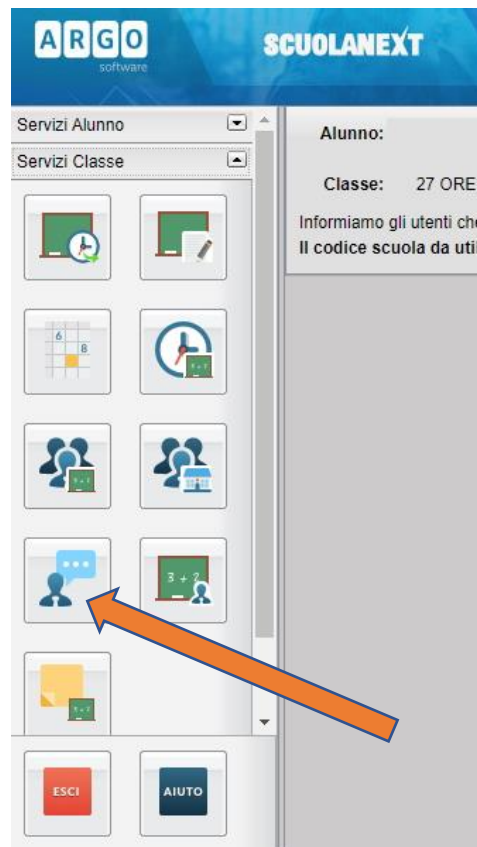 ARGO
software
SCUOLANEXT
Servizi Alunno
Servizi Classe
Alunno:
Classe: 27 ORE
Informiamo gli utenti che
Il codice scuola da util
6
8
3 + 2
ESCI
AIUTO